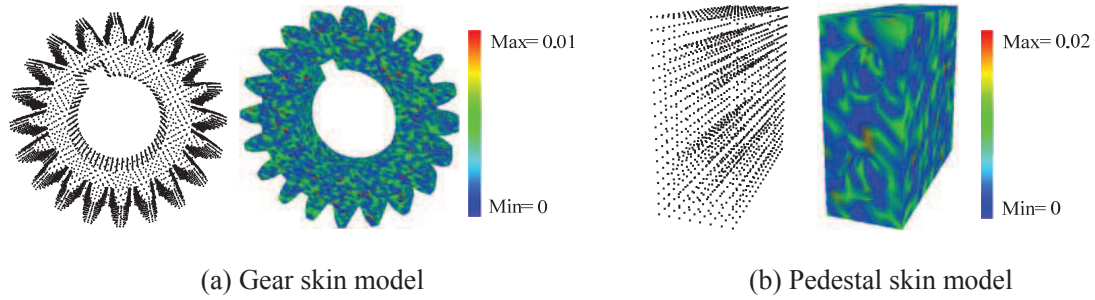 Max= 0.01
Min= 0
Max= 0.02
Min= 0
(a) Gear skin model
(b) Pedestal skin model